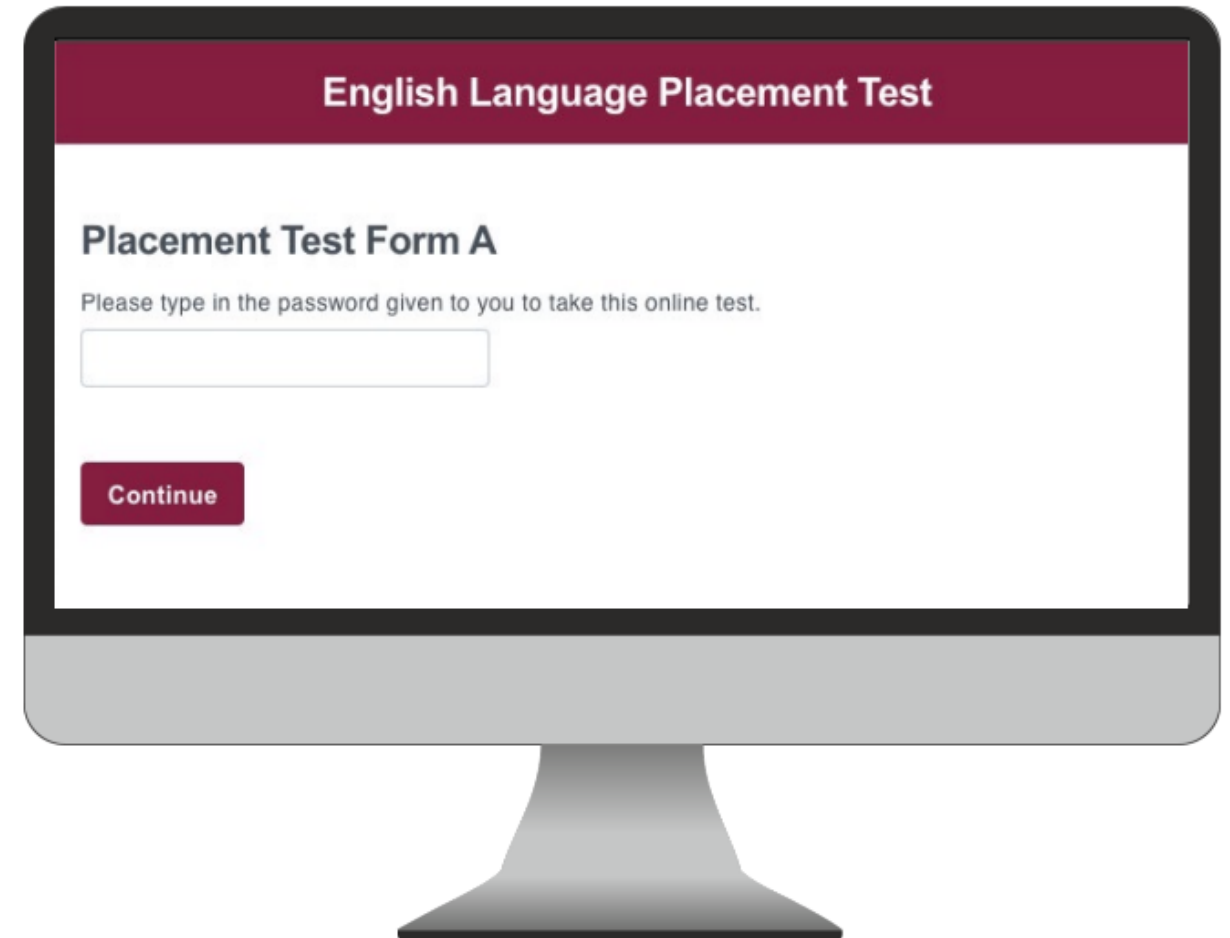 English Language Placement Test
Placement Test Form A
Please type in the password given to you to take this online test.
Continue